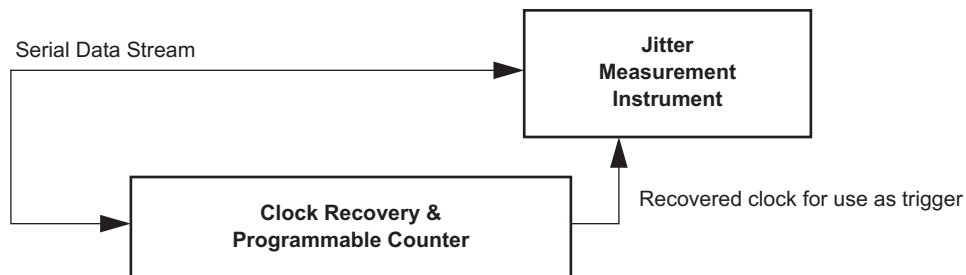 Serial Data Stream
Jitter
Measurement
Instrument
Recovered clock for use as trigger
Clock Recovery &
Programmable Counter